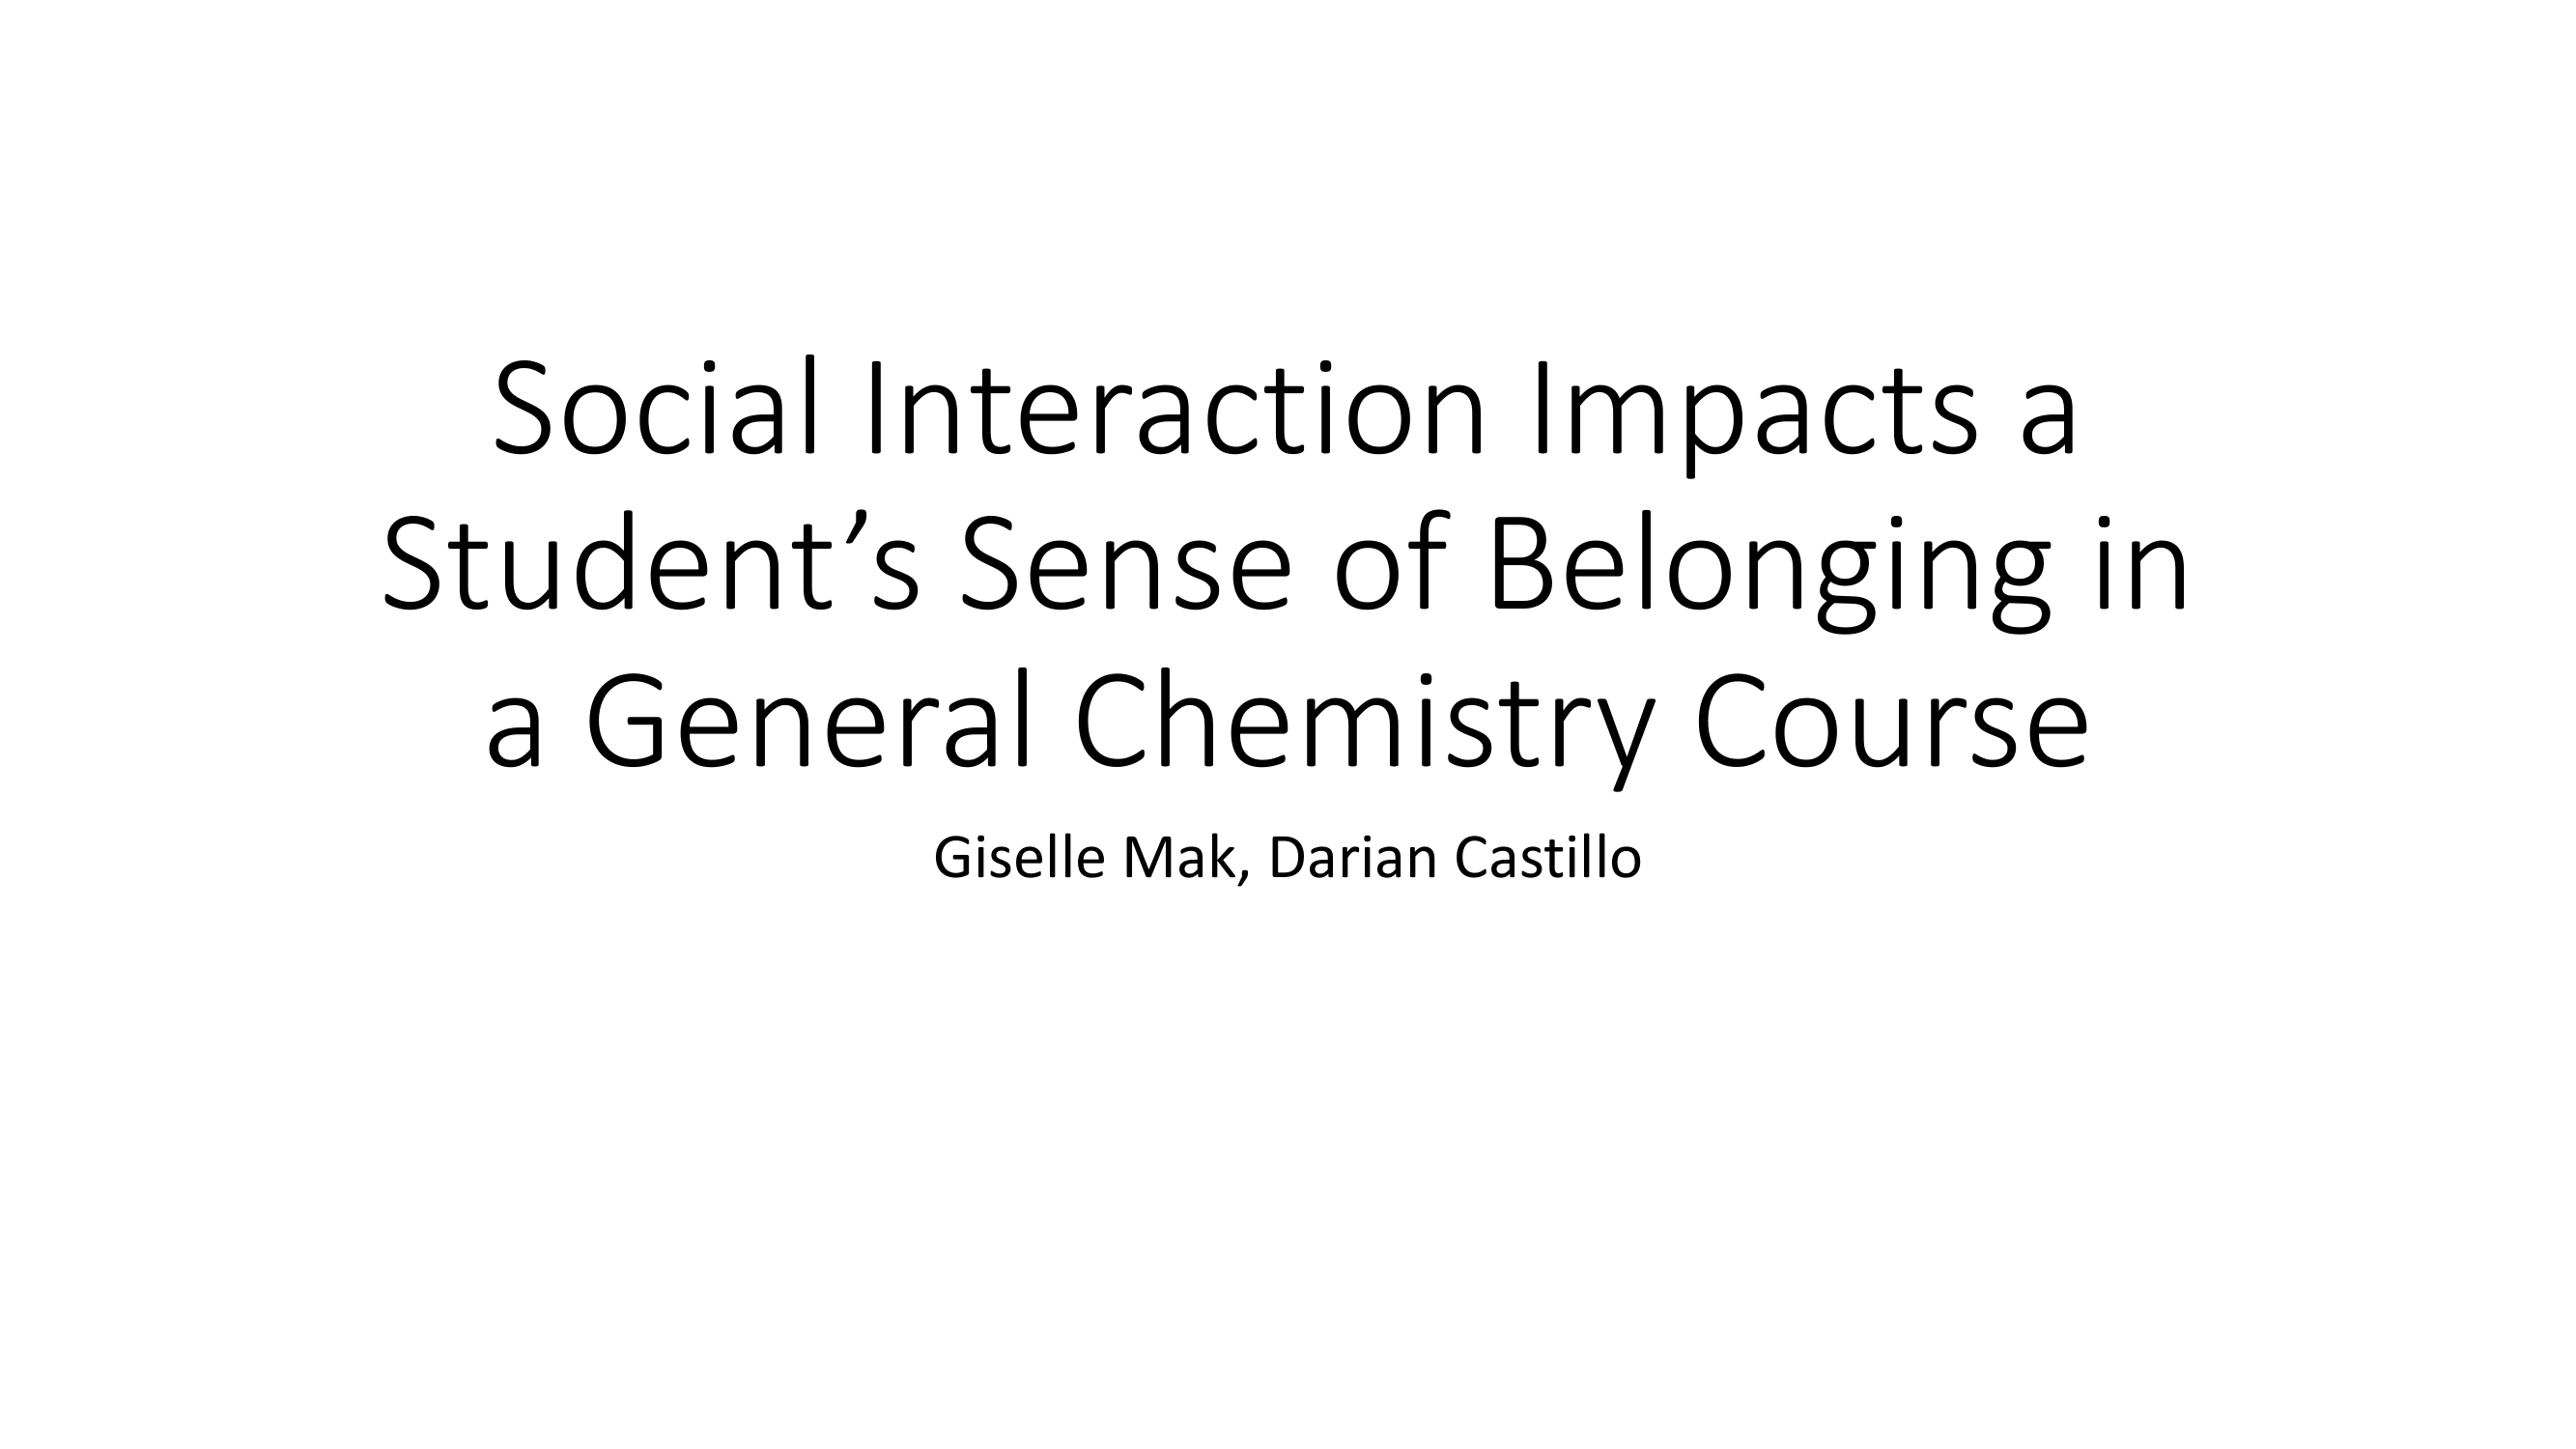 Social Interaction Impacts a
Student’s Sense of Belonging in
a General Chemistry Course
Giselle Mak, Darian Castillo